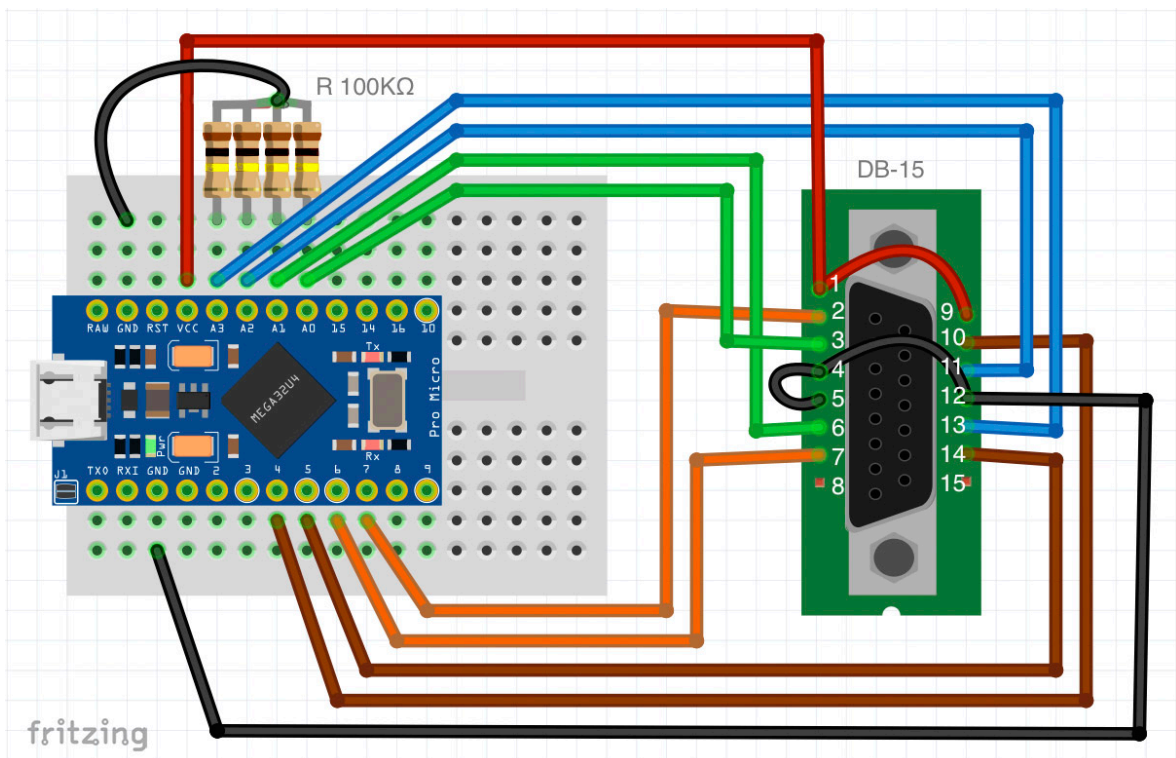 R 100KΩ
DB-15
RAW GND RST VCC A3 A2 A1 A0 15 14 16 10
Tx
MEGA32U4
Pro Micro
Pwr
Rx
J1
TX0 RXI GND GND 2 3 4 5 6 7 8 9
1
2 9
3 10
4 11
5 12
6 13
7 14
8 15
fritzing